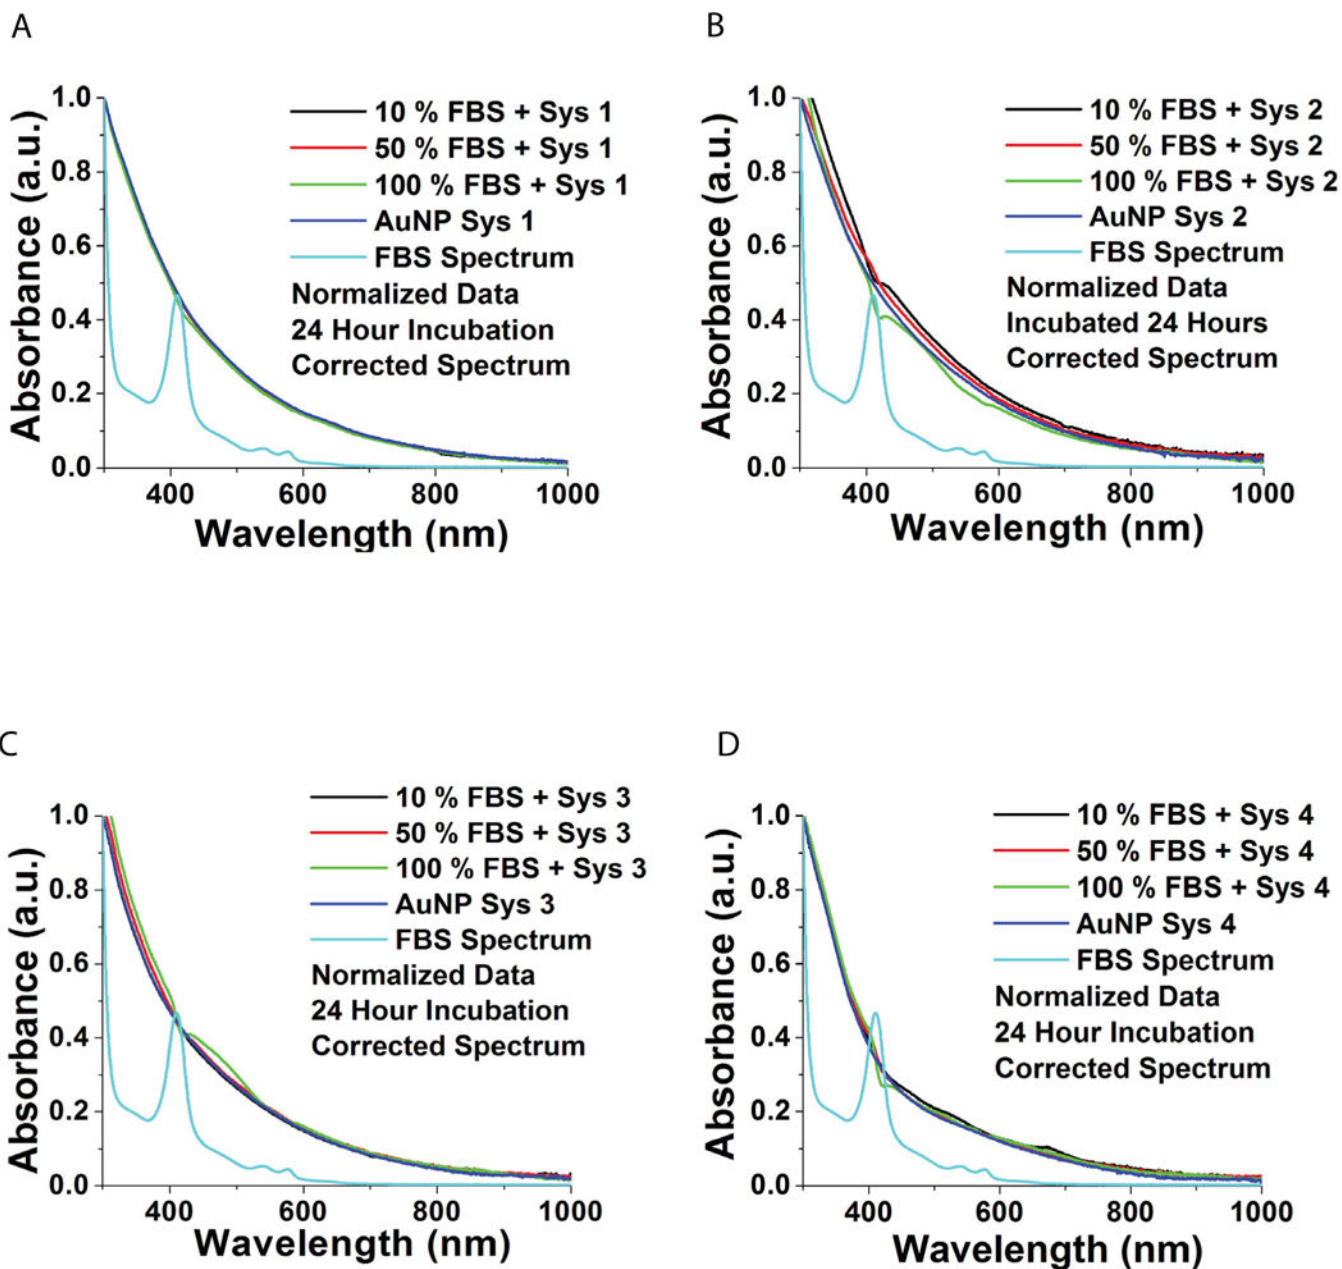 A
Absorbance (a.u.)
1.0
0.8
0.6
0.4
0.2
0.0
10 % FBS + Sys 1
50 % FBS + Sys 1
100 % FBS + Sys 1
AuNP Sys 1
FBS Spectrum
Normalized Data
24 Hour Incubation
Corrected Spectrum
400 600 800 1000
Wavelength (nm)
B
Absorbance (a.u.)
1.0
0.8
0.6
0.4
0.2
0.0
10 % FBS + Sys 2
50 % FBS + Sys 2
100 % FBS + Sys 2
AuNP Sys 2
FBS Spectrum
Normalized Data
Incubated 24 Hours
Corrected Spectrum
400 600 800 1000
Wavelength (nm)
C
Absorbance (a.u.)
1.0
0.8
0.6
0.4
0.2
0.0
10 % FBS + Sys 3
50 % FBS + Sys 3
100 % FBS + Sys 3
AuNP Sys 3
FBS Spectrum
Normalized Data
24 Hour Incubation
Corrected Spectrum
400 600 800 1000
Wavelength (nm)
D
Absorbance (a.u.)
1.0
0.8
0.6
0.4
0.2
0.0
10 % FBS + Sys 4
50 % FBS + Sys 4
100 % FBS + Sys 4
AuNP Sys 4
FBS Spectrum
Normalized Data
24 Hour Incubation
Corrected Spectrum
400 600 800 1000
Wavelength (nm)